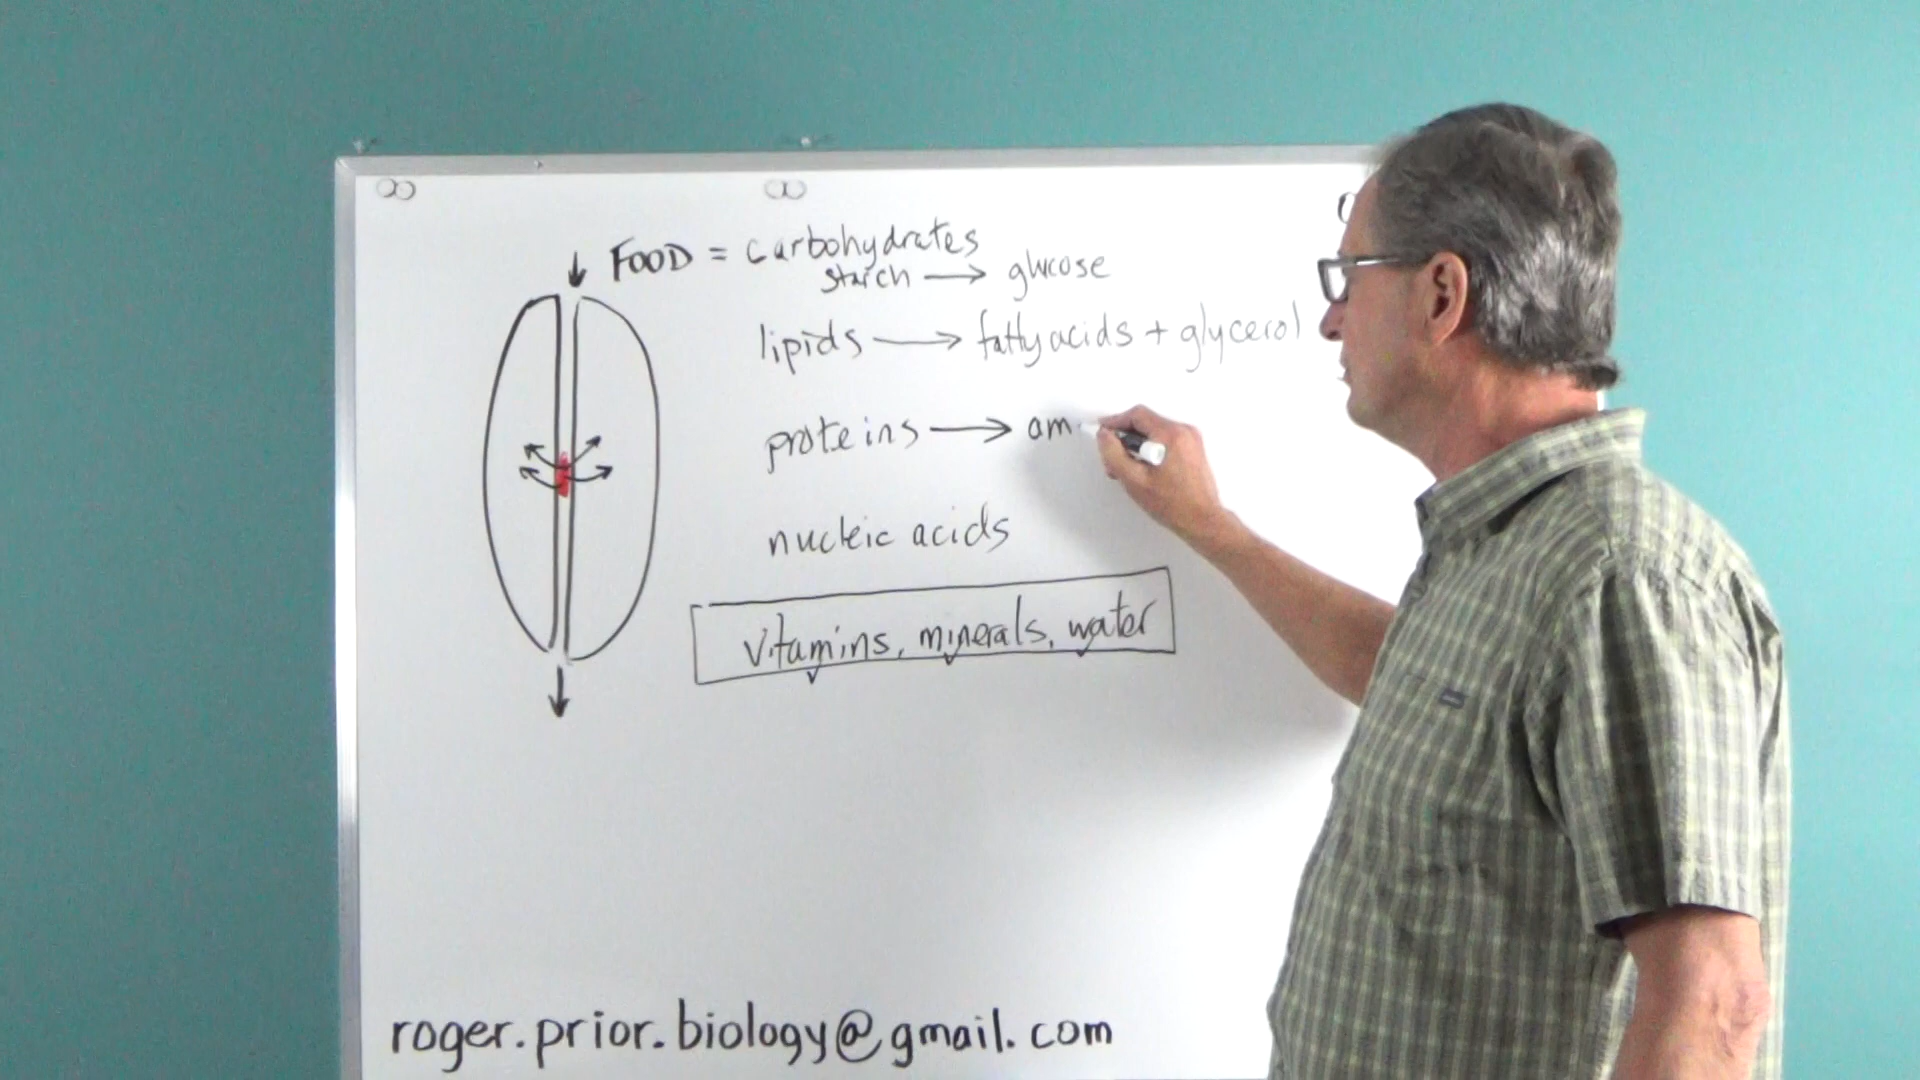 FOOD = carbohydrates
starch → glucose
lipids → fatty acids + glycerol
proteins → am
nucleic acids
vitamins, minerals, water
roger.prior.biology@gmail.com